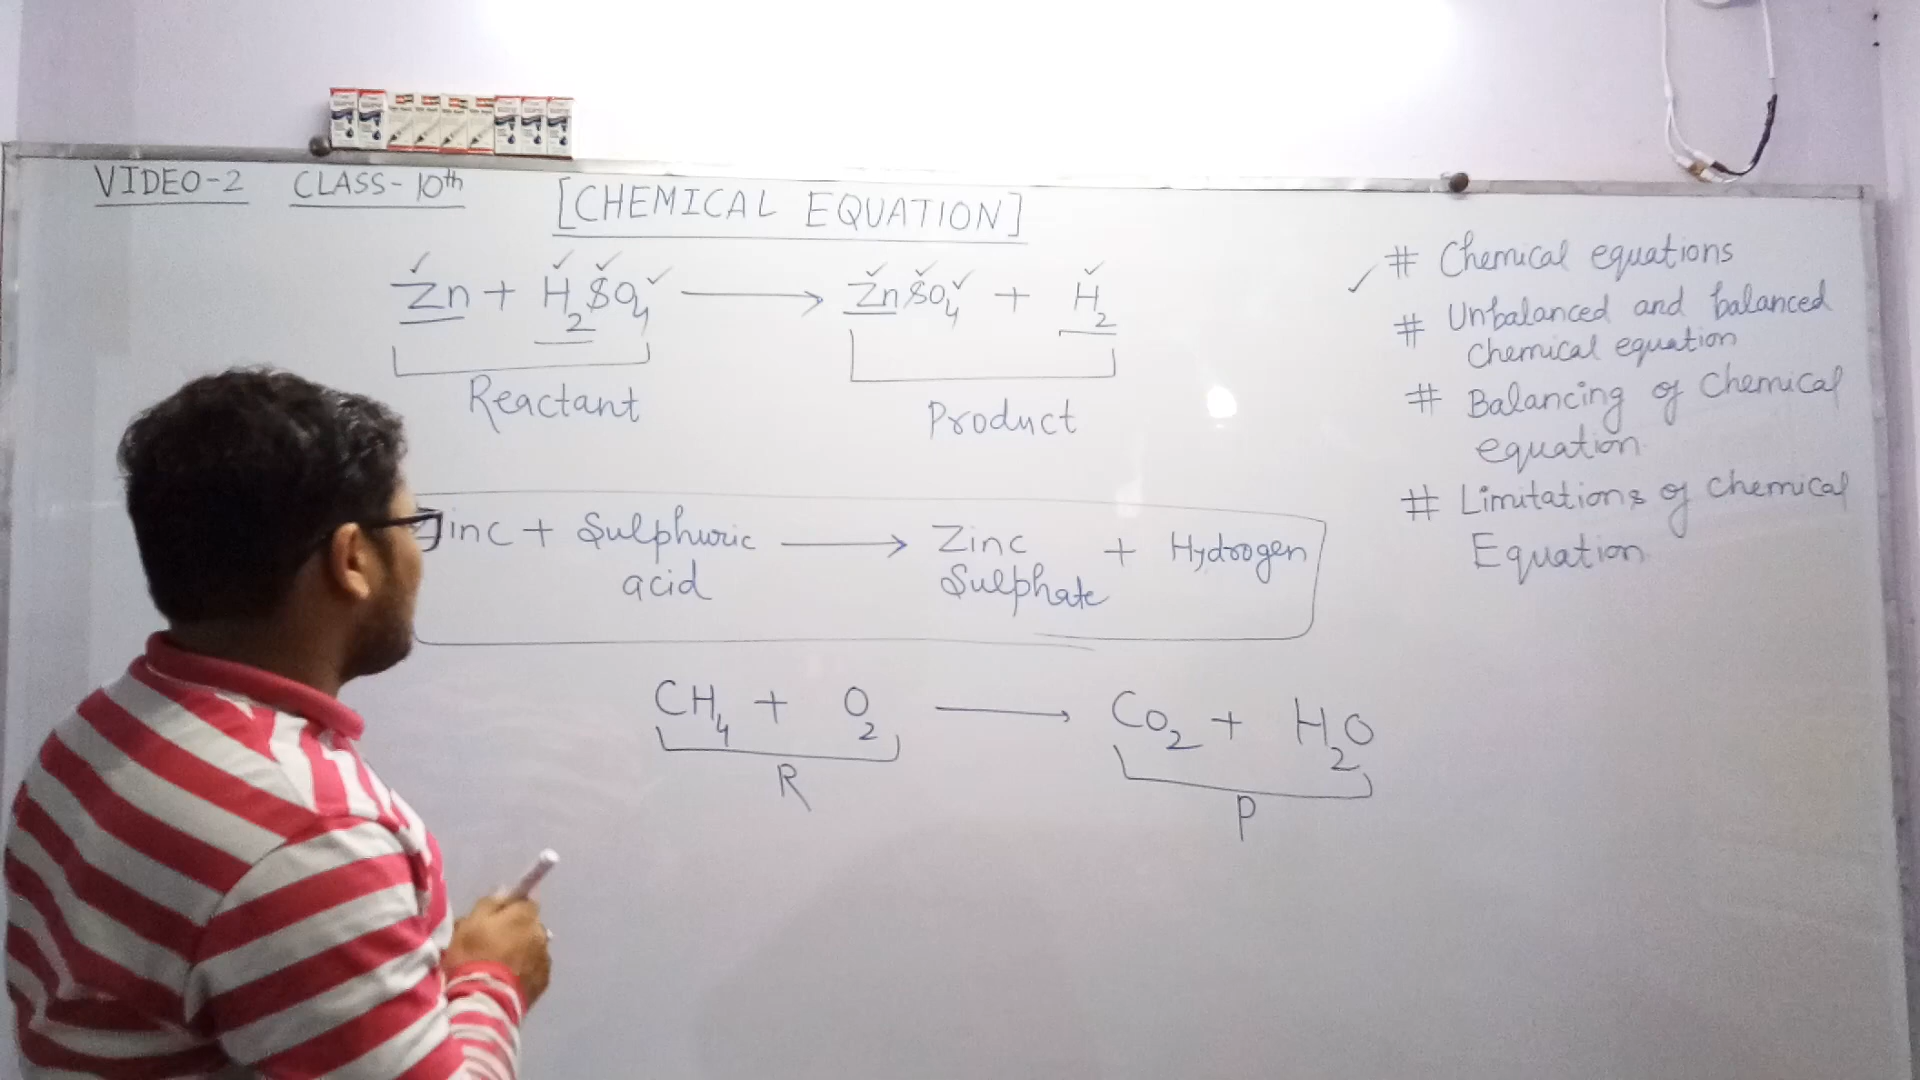 VIDEO-2 CLASS-10th [CHEMICAL EQUATION]
Zn + H2SO4 ⟶ ZnSO4 + H2
Reactant Product
Zinc + Sulphuric acid ⟶ Zinc Sulphate + Hydrogen
CH4 + O2 ⟶ CO2 + H2O
R P
# Chemical equations
# Unbalanced and balanced
chemical equation
# Balancing of chemical
equation
# Limitations of chemical
Equation